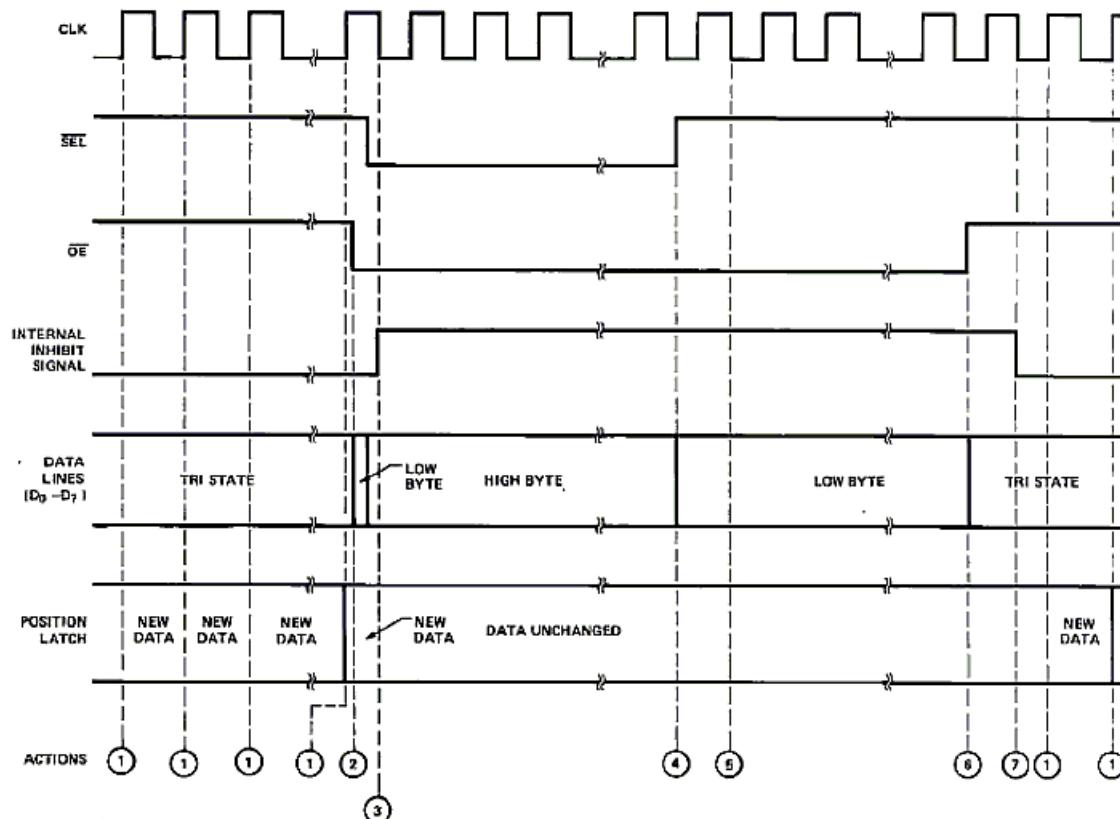 CLK
SEL
OE
INTERNAL
INHIBIT
SIGNAL
DATA
LINES
(D0 –D7)
TRI STATE
LOW
BYTE
HIGH BYTE
LOW BYTE
TRI STATE
POSITION
LATCH
NEW
DATA
NEW
DATA
NEW
DATA
NEW
DATA
DATA UNCHANGED
NEW
DATA
ACTIONS
1
1
1
1
2
3
4
5
6
7
1
1